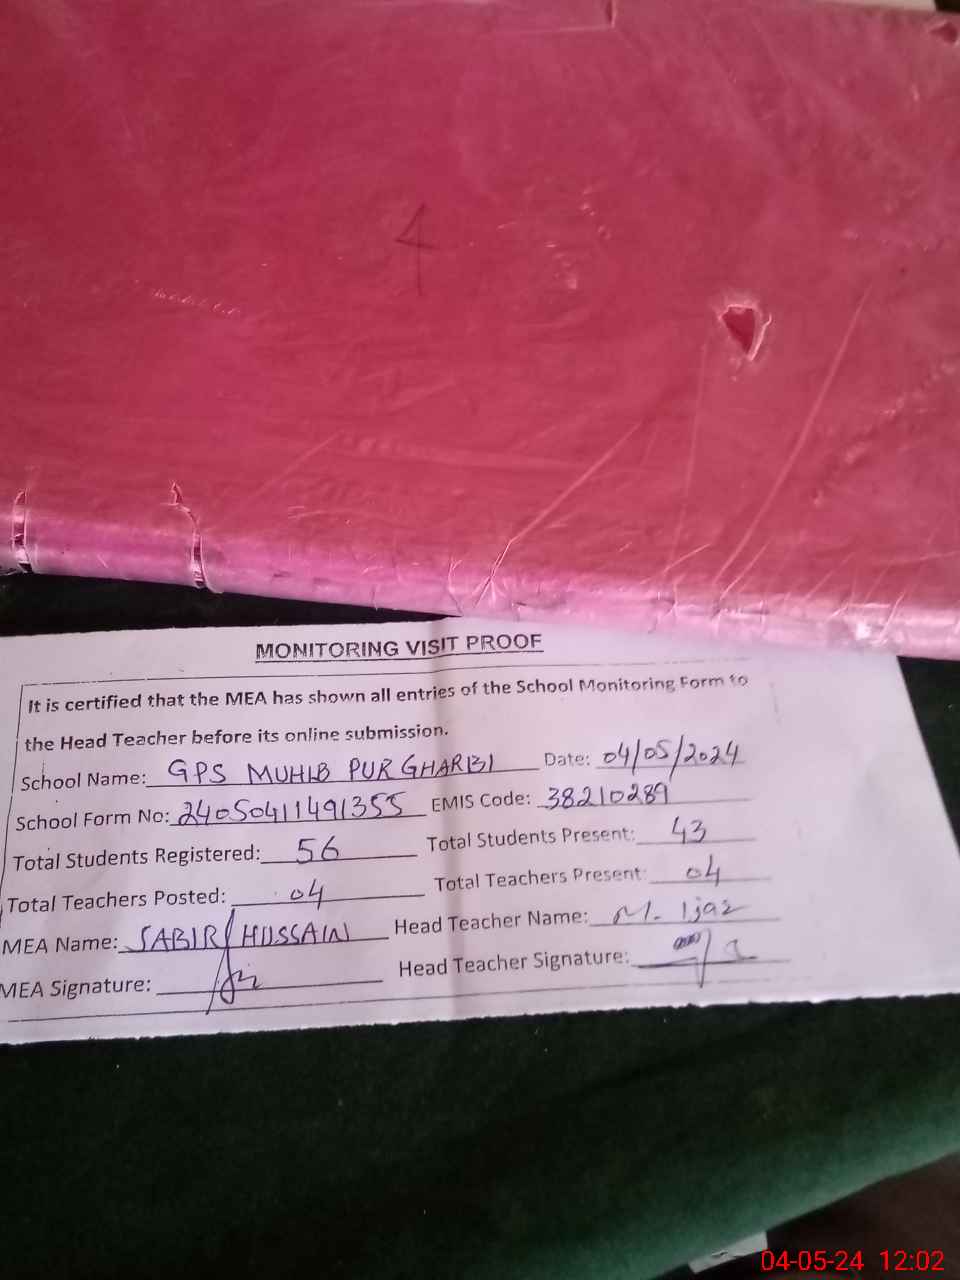 4
MONITORING VISIT PROOF
It is certified that the MEA has shown all entries of the School Monitoring Form to
the Head Teacher before its online submission.
School Name: GPS MUHIB PUR GHARBI Date: 04/05/2024
School Form No: 24050411491355 EMIS Code: 38210289
Total Students Registered: 56 Total Students Present: 43
Total Teachers Posted: 04 Total Teachers Present: 04
MEA Name: SABIR HUSSAIN Head Teacher Name: M. Ijaz
MEA Signature: Head Teacher Signature:
04-05-24 12:02